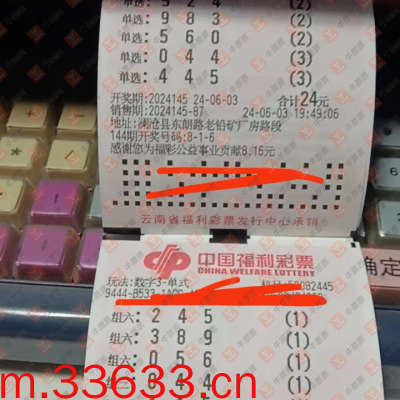 单选: 9 8 3 (2)
单选: 5 6 0 (2)
单选: 0 4 4 (3)
单选: 4 4 5 (3)
开奖期:2024145 24-06-03 合计24元
销售期:2024145-87 24-06-03 19:49:06
地址:澜沧县东朗路老铅矿厂房路段
144期开奖号码:8-1-6
感谢您为福彩公益事业贡献8.16元
云南省福利彩票发行中心承销
中国福利彩票
CHINA WELFARE LOTTERY
玩法:数字3-单式
确定
组六: 2 4 5 (1)
组六: 3 8 9 (1)
组六: 0 5 6 (1)
m.33633.cn